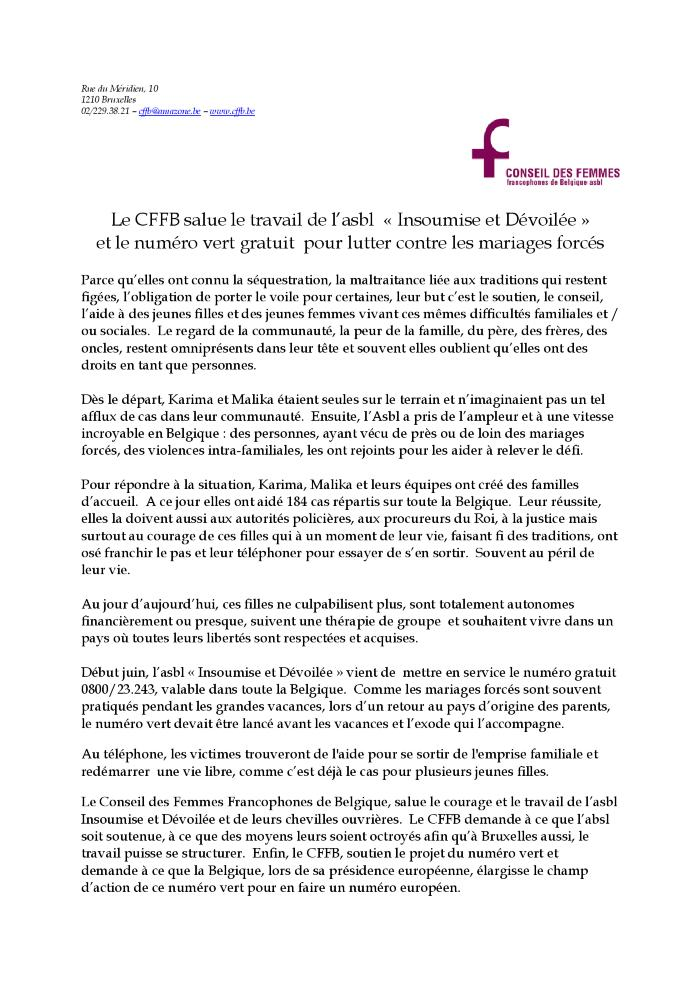 Rue du Méridien, 10
1210 Bruxelles
02/229.38.21 – cffb@amazone.be – www.cffb.be
CONSEIL DES FEMMES
francophones de Belgique asbl
Le CFFB salue le travail de l'asbl « Insoumise et Dévoilée »
et le numéro vert gratuit pour lutter contre les mariages forcés
Parce qu'elles ont connu la séquestration, la maltraitance liée aux traditions qui restent
figées, l'obligation de porter le voile pour certaines, leur but c'est le soutien, le conseil,
l'aide à des jeunes filles et des jeunes femmes vivant ces mêmes difficultés familiales et /
ou sociales. Le regard de la communauté, la peur de la famille, du père, des frères, des
oncles, restent omniprésents dans leur tête et souvent elles oublient qu'elles ont des
droits en tant que personnes.
Dès le départ, Karima et Malika étaient seules sur le terrain et n'imaginaient pas un tel
afflux de cas dans leur communauté. Ensuite, l'Asbl a pris de l'ampleur et à une vitesse
incroyable en Belgique : des personnes, ayant vécu de près ou de loin des mariages
forcés, des violences intra-familiales, les ont rejoints pour les aider à relever le défi.
Pour répondre à la situation, Karima, Malika et leurs équipes ont créé des familles
d'accueil. A ce jour elles ont aidé 184 cas répartis sur toute la Belgique. Leur réussite,
elles la doivent aussi aux autorités policières, aux procureurs du Roi, à la justice mais
surtout au courage de ces filles qui à un moment de leur vie, faisant fi des traditions, ont
osé franchir le pas et leur téléphoner pour essayer de s'en sortir. Souvent au péril de
leur vie.
Au jour d'aujourd'hui, ces filles ne culpabilisent plus, sont totalement autonomes
financièrement ou presque, suivent une thérapie de groupe et souhaitent vivre dans un
pays où toutes leurs libertés sont respectées et acquises.
Début juin, l'asbl « Insoumise et Dévoilée » vient de mettre en service le numéro gratuit
0800/23.243, valable dans toute la Belgique. Comme les mariages forcés sont souvent
pratiqués pendant les grandes vacances, lors d'un retour au pays d'origine des parents,
le numéro vert devait être lancé avant les vacances et l'exode qui l'accompagne.
Au téléphone, les victimes trouveront de l'aide pour se sortir de l'emprise familiale et
redémarrer une vie libre, comme c'est déjà le cas pour plusieurs jeunes filles.
Le Conseil des Femmes Francophones de Belgique, salue le courage et le travail de l'asbl
Insoumise et Dévoilée et de leurs chevilles ouvrières. Le CFFB demande à ce que l'absl
soit soutenue, à ce que des moyens leurs soient octroyés afin qu'à Bruxelles aussi, le
travail puisse se structurer. Enfin, le CFFB, soutien le projet du numéro vert et
demande à ce que la Belgique, lors de sa présidence européenne, élargisse le champ
d'action de ce numéro vert pour en faire un numéro européen.